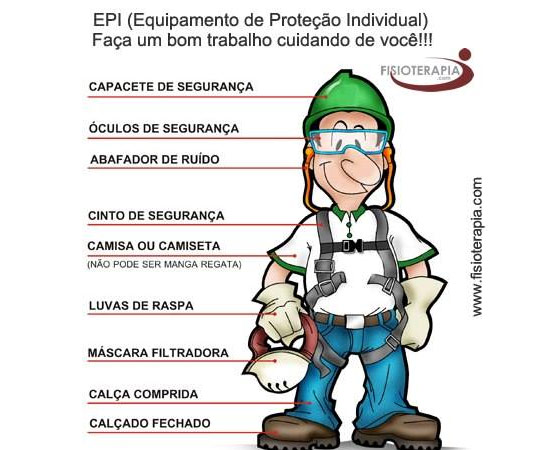 EPI (Equipamento de Proteção Individual)
Faça um bom trabalho cuidando de você!!!
FISIOTERAPIA
.com
CAPACETE DE SEGURANÇA
ÓCULOS DE SEGURANÇA
ABAFADOR DE RUÍDO
CINTO DE SEGURANÇA
CAMISA OU CAMISETA
(NÃO PODE SER MANGA REGATA)
LUVAS DE RASPA
MÁSCARA FILTRADORA
CALÇA COMPRIDA
CALÇADO FECHADO
www.fisioterapia.com